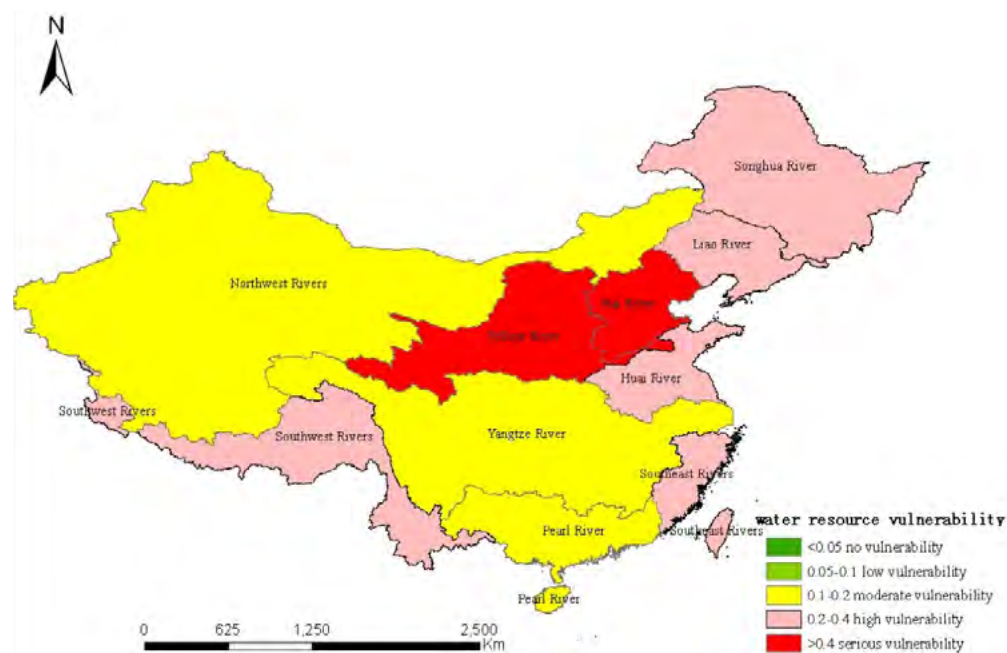 N
Songhua River
Liao River
Northwest Rivers
Hai River
Yellow River
Huai River
Southwest Rivers
Southwest Rivers
Yangtze River
Southeast Rivers
Pearl River
Southeast Rivers
Pearl River
water resource vulnerability
<0.05 no vulnerability
0.05-0.1 low vulnerability
0.1-0.2 moderate vulnerability
0.2-0.4 high vulnerability
>0.4 serious vulnerability
0 625 1,250 2,500
Km